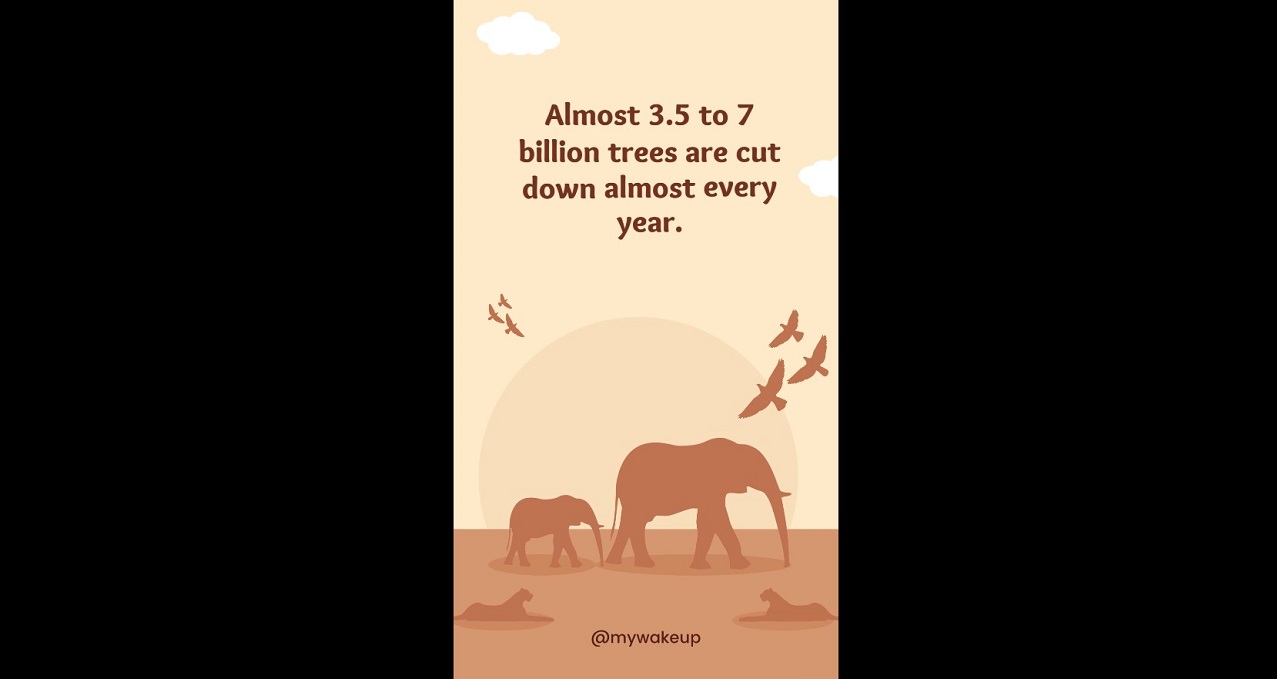 Almost 3.5 to 7
billion trees are cut
down almost every
year.
@mywakeup